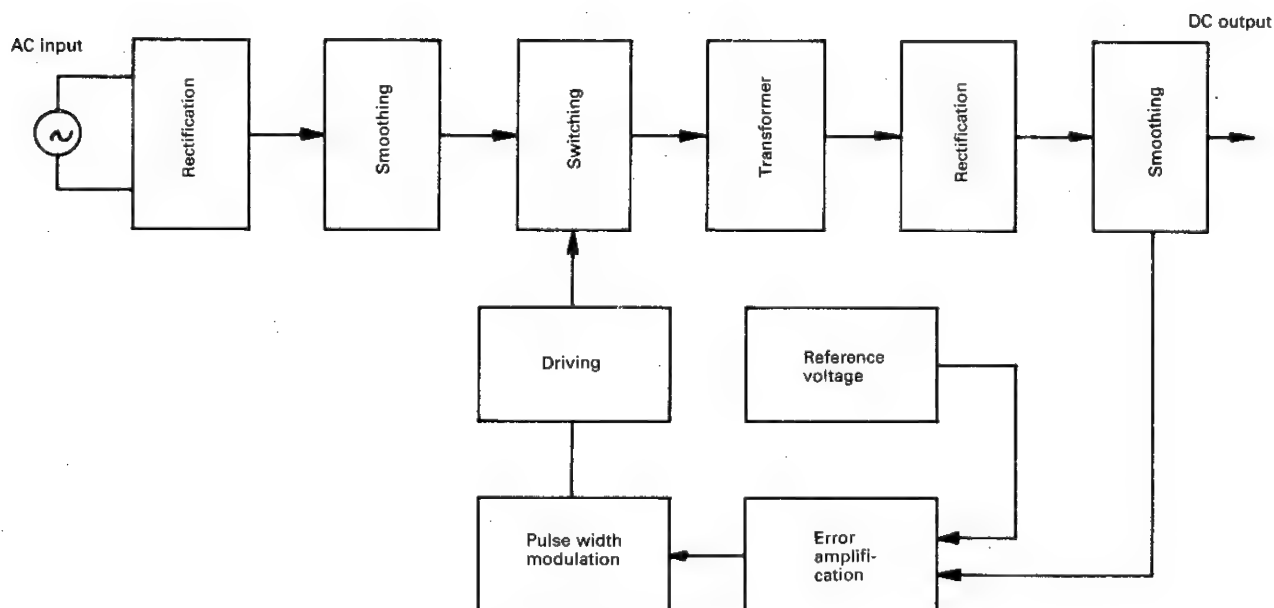 AC input
DC output
Rectification
Smoothing
Switching
Transformer
Rectification
Smoothing
Driving
Reference
voltage
Pulse width
modulation
Error
amplifi-
cation